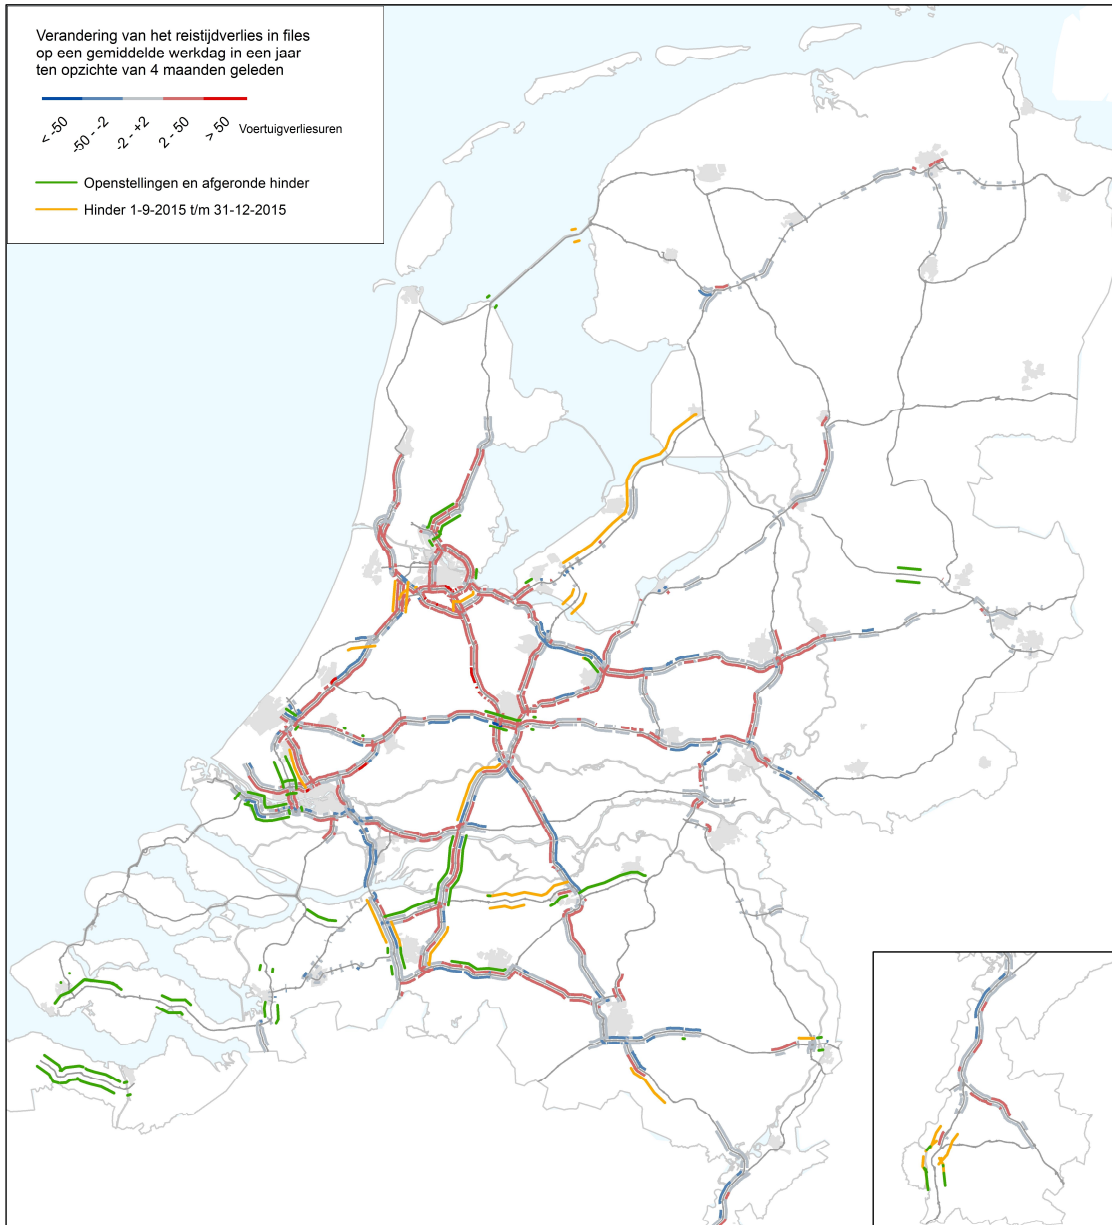 Verandering van het reistijdverlies in files
op een gemiddelde werkdag in een jaar
ten opzichte van 4 maanden geleden
< -50
-50 - -2
-2 - +2
2 - 50
> 50
Voertuigverliesuren
Openstellingen en afgeronde hinder
Hinder 1-9-2015 t/m 31-12-2015